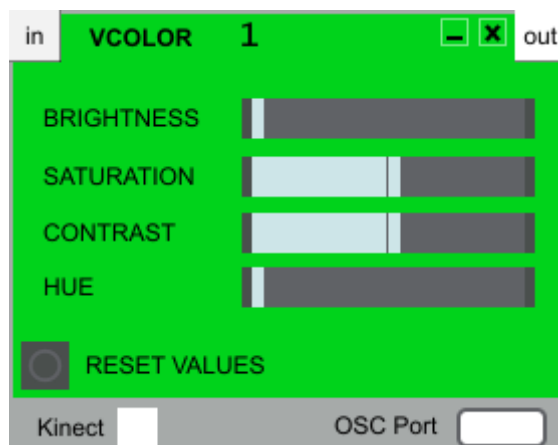 in VCOLOR 1 out
BRIGHTNESS
SATURATION
CONTRAST
HUE
RESET VALUES
Kinect OSC Port